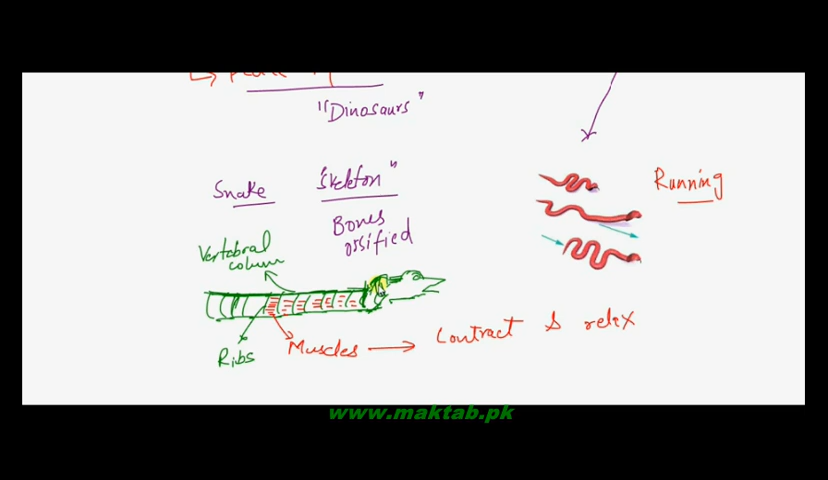 "Dinosaurs"
Snake "Skeleton"
Bones
ossified
Running
Vertebral
column
Ribs
Muscles → Contract & relax
www.maktab.pk